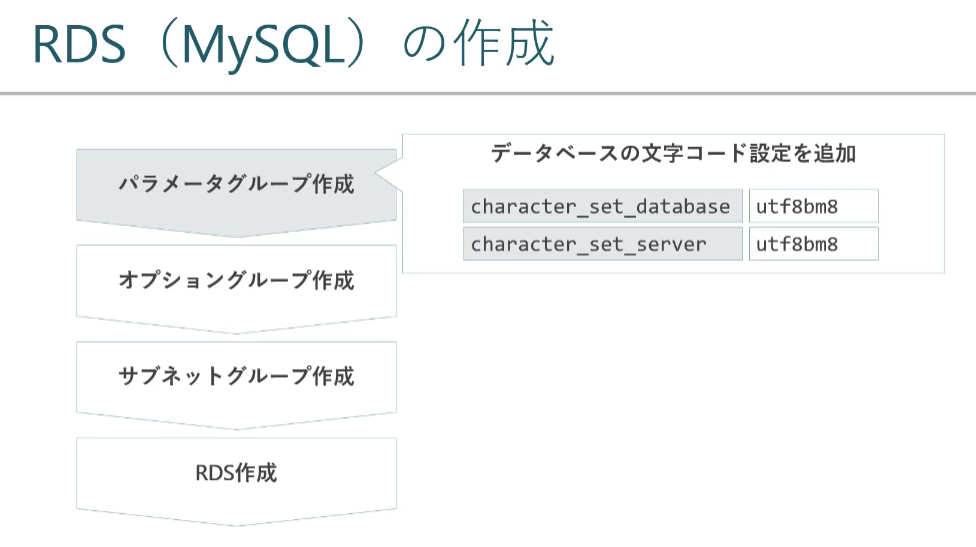 RDS（MySQL）の作成
パラメータグループ作成
データベースの文字コード設定を追加
character_set_database utf8bm8
character_set_server utf8bm8
オプショングループ作成
サブネットグループ作成
RDS作成